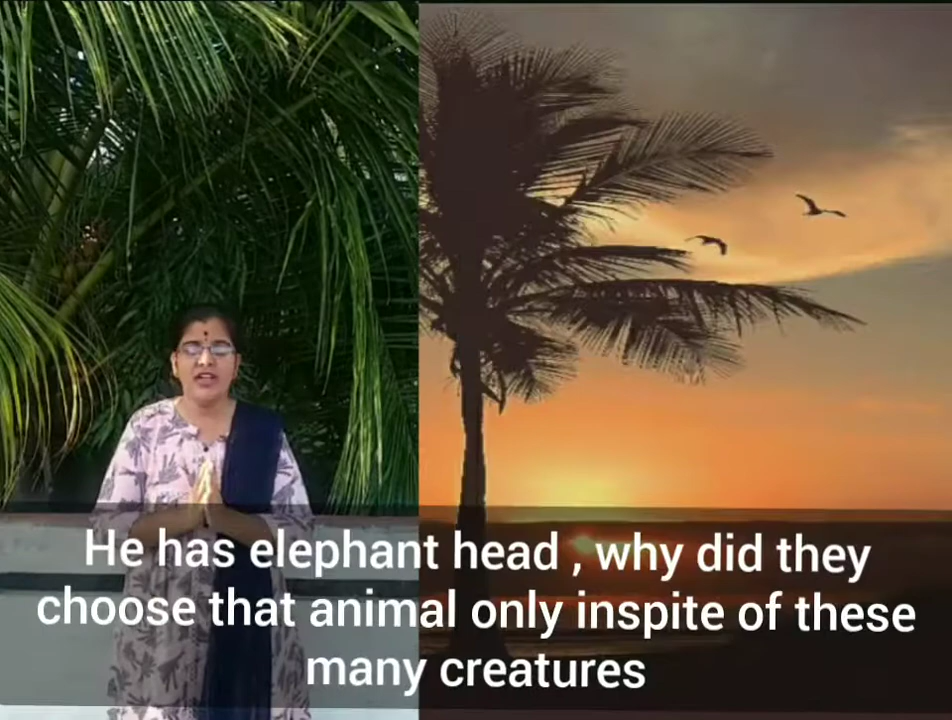 He has elephant head , why did they
choose that animal only inspite of these
many creatures